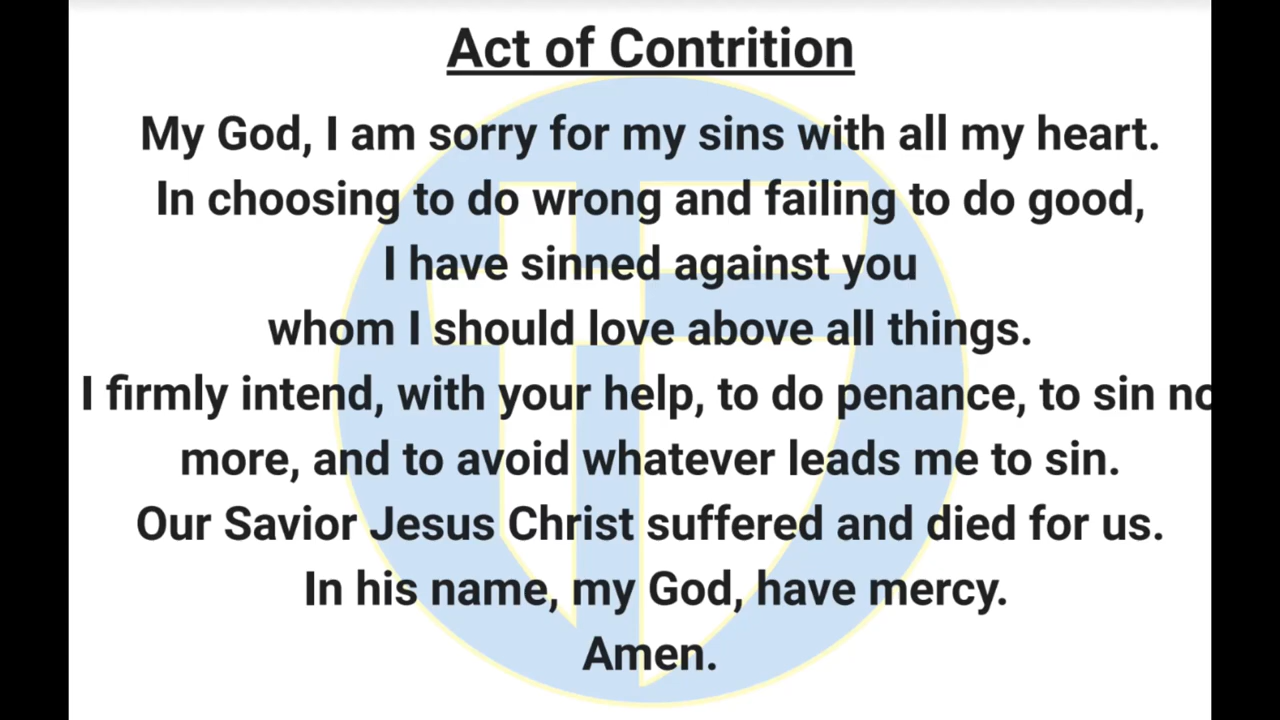 Act of Contrition
My God, I am sorry for my sins with all my heart.
In choosing to do wrong and failing to do good,
I have sinned against you
whom I should love above all things.
I firmly intend, with your help, to do penance, to sin no
more, and to avoid whatever leads me to sin.
Our Savior Jesus Christ suffered and died for us.
In his name, my God, have mercy.
Amen.